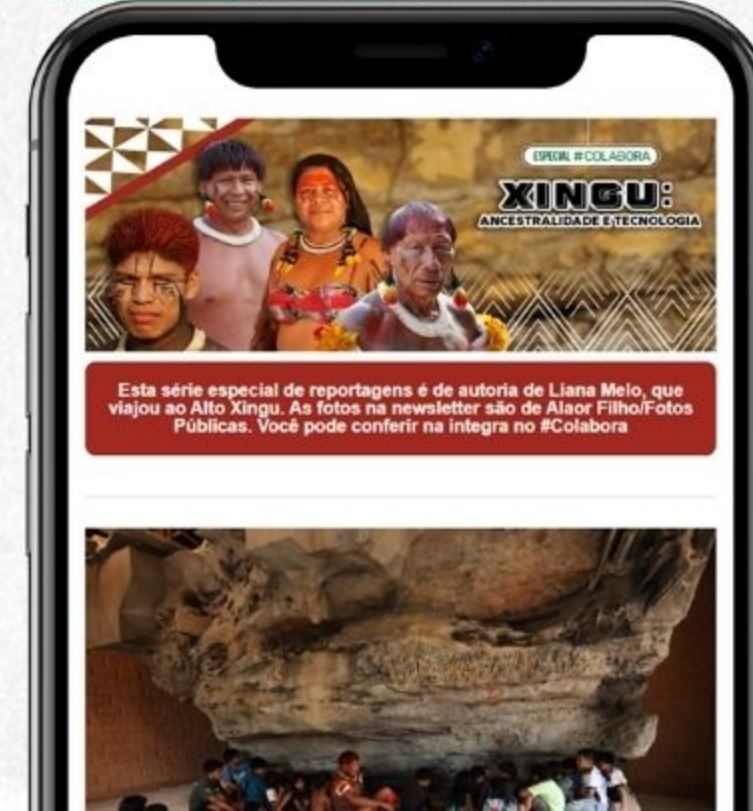 ESPECIAL #COLABORA
XINGU:
ANCESTRALIDADE E TECNOLOGIA
Esta série especial de reportagens é de autoria de Liana Melo, que
viajou ao Alto Xingu. As fotos na newsletter são de Alaor Filho/Fotos
Públicas. Você pode conferir na integra no #Colabora